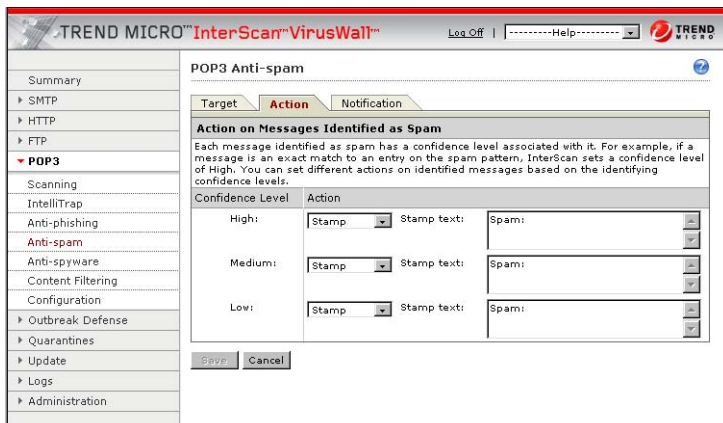 TREND MICRO™ InterScan™ VirusWall™
Log Off | ---------Help---------
TREND MICRO
Summary
SMTP
HTTP
FTP
POP3
Scanning
IntelliTrap
Anti-phishing
Anti-spam
Anti-spyware
Content Filtering
Configuration
Outbreak Defense
Quarantines
Update
Logs
Administration
POP3 Anti-spam
?
Target Action Notification
Action on Messages Identified as Spam
Each message identified as spam has a confidence level associated with it. For example, if a
message is an exact match to an entry on the spam pattern, InterScan sets a confidence level
of High. You can set different actions on identified messages based on the identifying
confidence levels.
Confidence Level Action
High: Stamp Stamp text: Spam:
Medium: Stamp Stamp text: Spam:
Low: Stamp Stamp text: Spam:
Save Cancel